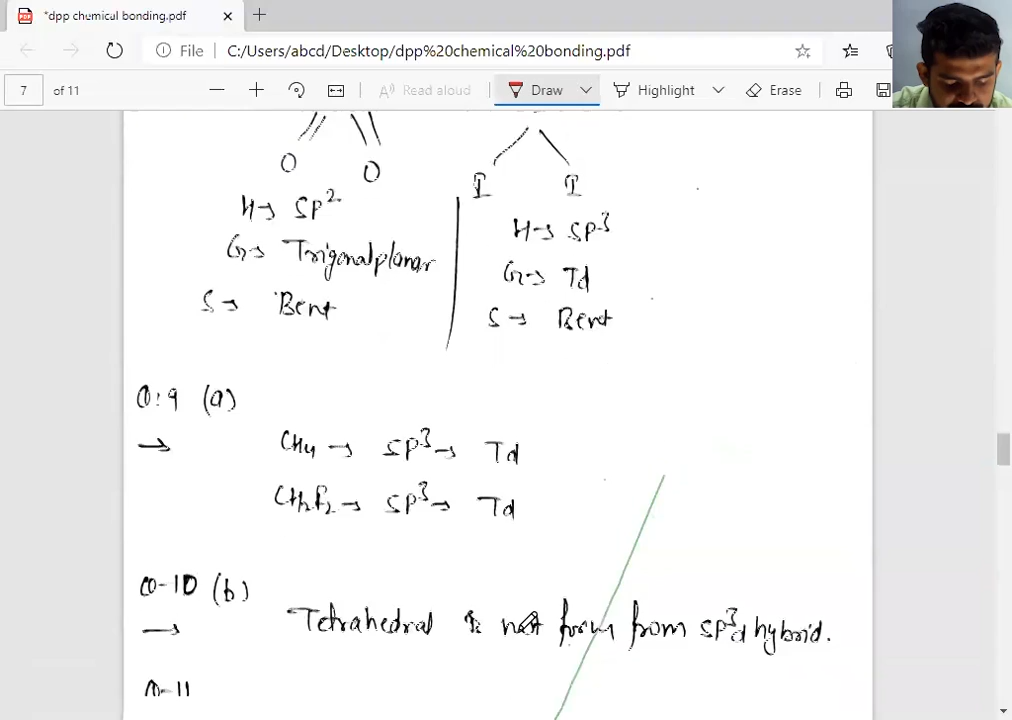 *dpp chemical bonding.pdf
File C:/Users/abcd/Desktop/dpp%20chemical%20bonding.pdf
7 of 11 Read aloud Draw Highlight Erase
O O
I I
H→ SP²
G→ Trigonal planar
S→ Bent
H→ SP³
G→ Td
S→ Bent
Q:9 (a)
→ CH4 → SP³ → Td
CH2F2 → SP³ → Td
Q-10 (b)
→ Tetrahedral is not form from SP³d hybrid.
Q-11